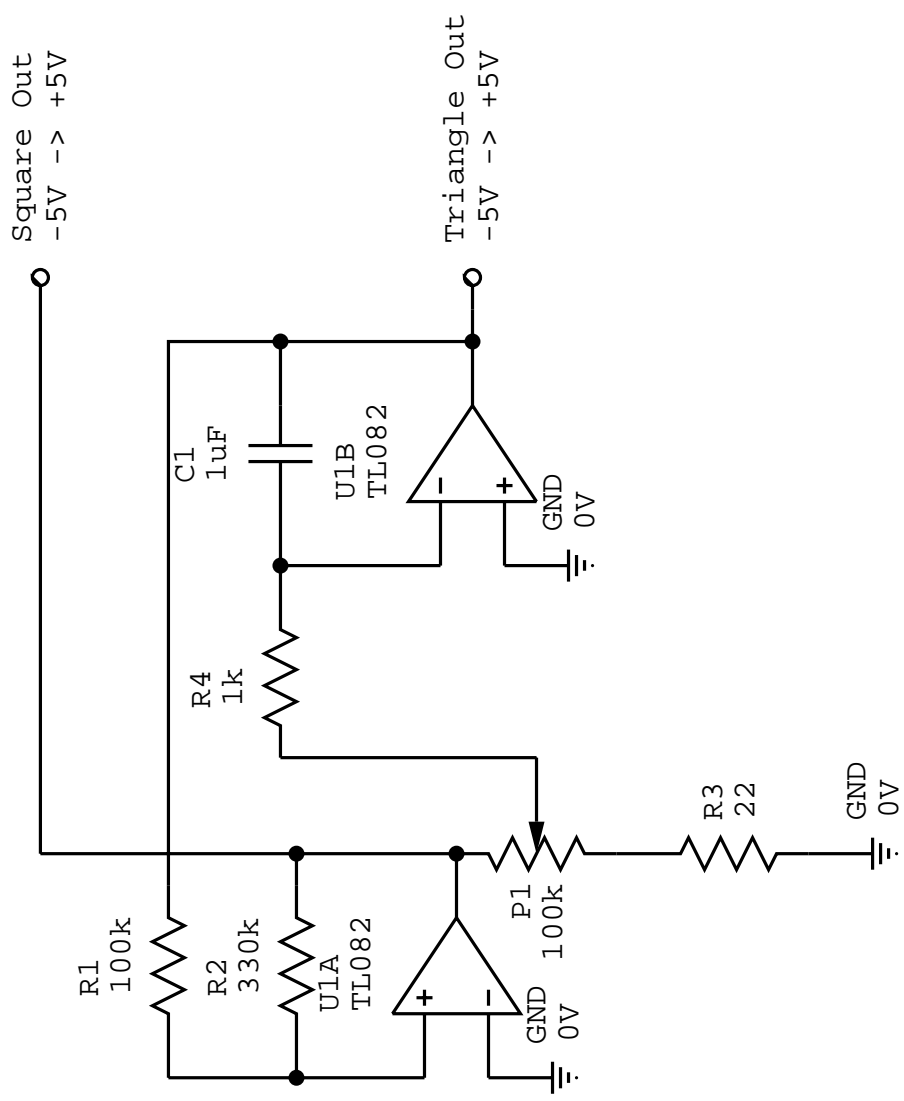 Square Out
-5V -> +5V
Triangle Out
-5V -> +5V
C1
1uF
U1B
TL082
-
+
GND
0V
R4
1k
R3
22
GND
0V
P1
100k
R1
100k
R2
330k
U1A
TL082
+
-
GND
0V